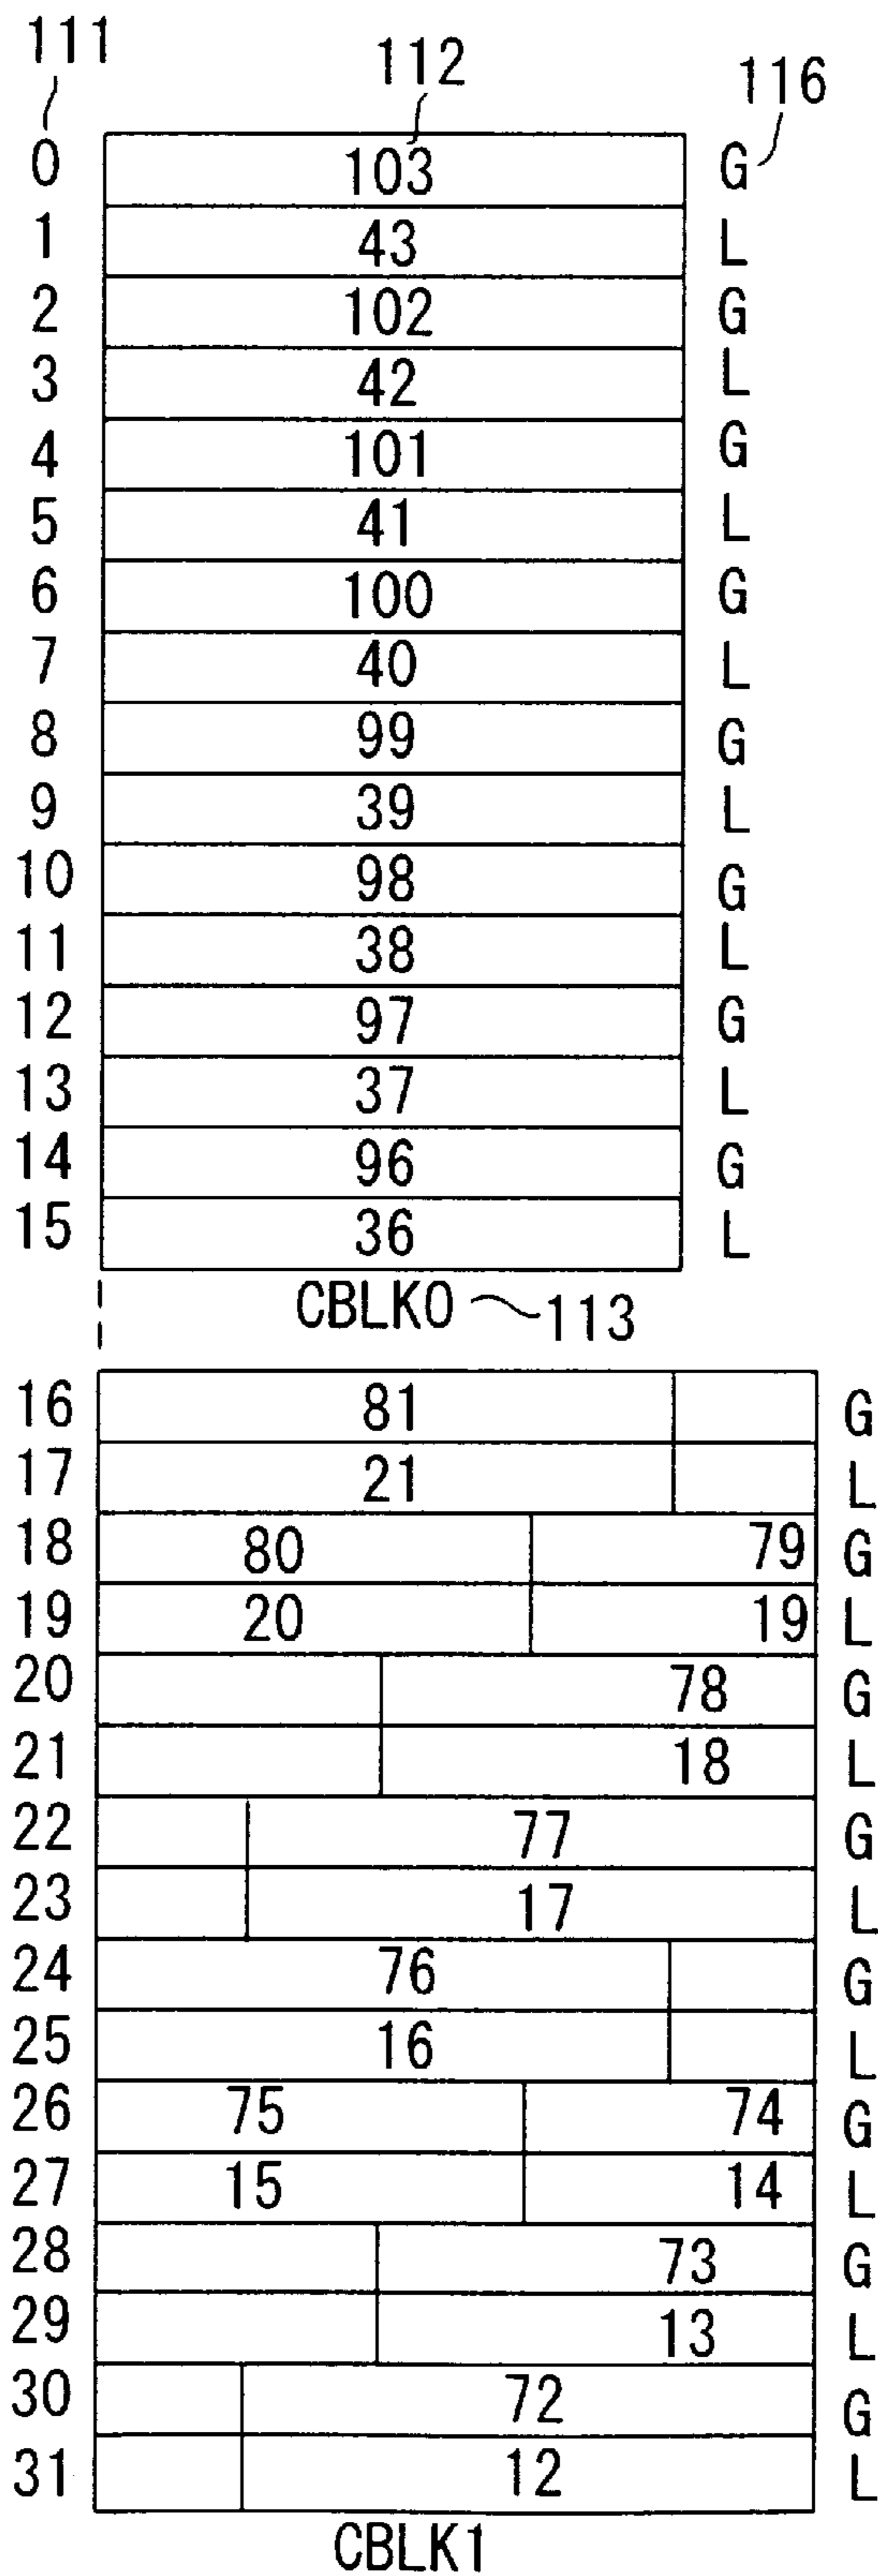 111
112
116
0 103 G
1 43 L
2 102 G
3 42 L
4 101 G
5 41 L
6 100 G
7 40 L
8 99 G
9 39 L
10 98 G
11 38 L
12 97 G
13 37 L
14 96 G
15 36 L
CBLK0 113
16 81 G
17 21 L
18 80 79 G
19 20 19 L
20 78 G
21 18 L
22 77 G
23 17 L
24 76 G
25 16 L
26 75 74 G
27 15 14 L
28 73 G
29 13 L
30 72 G
31 12 L
CBLK1